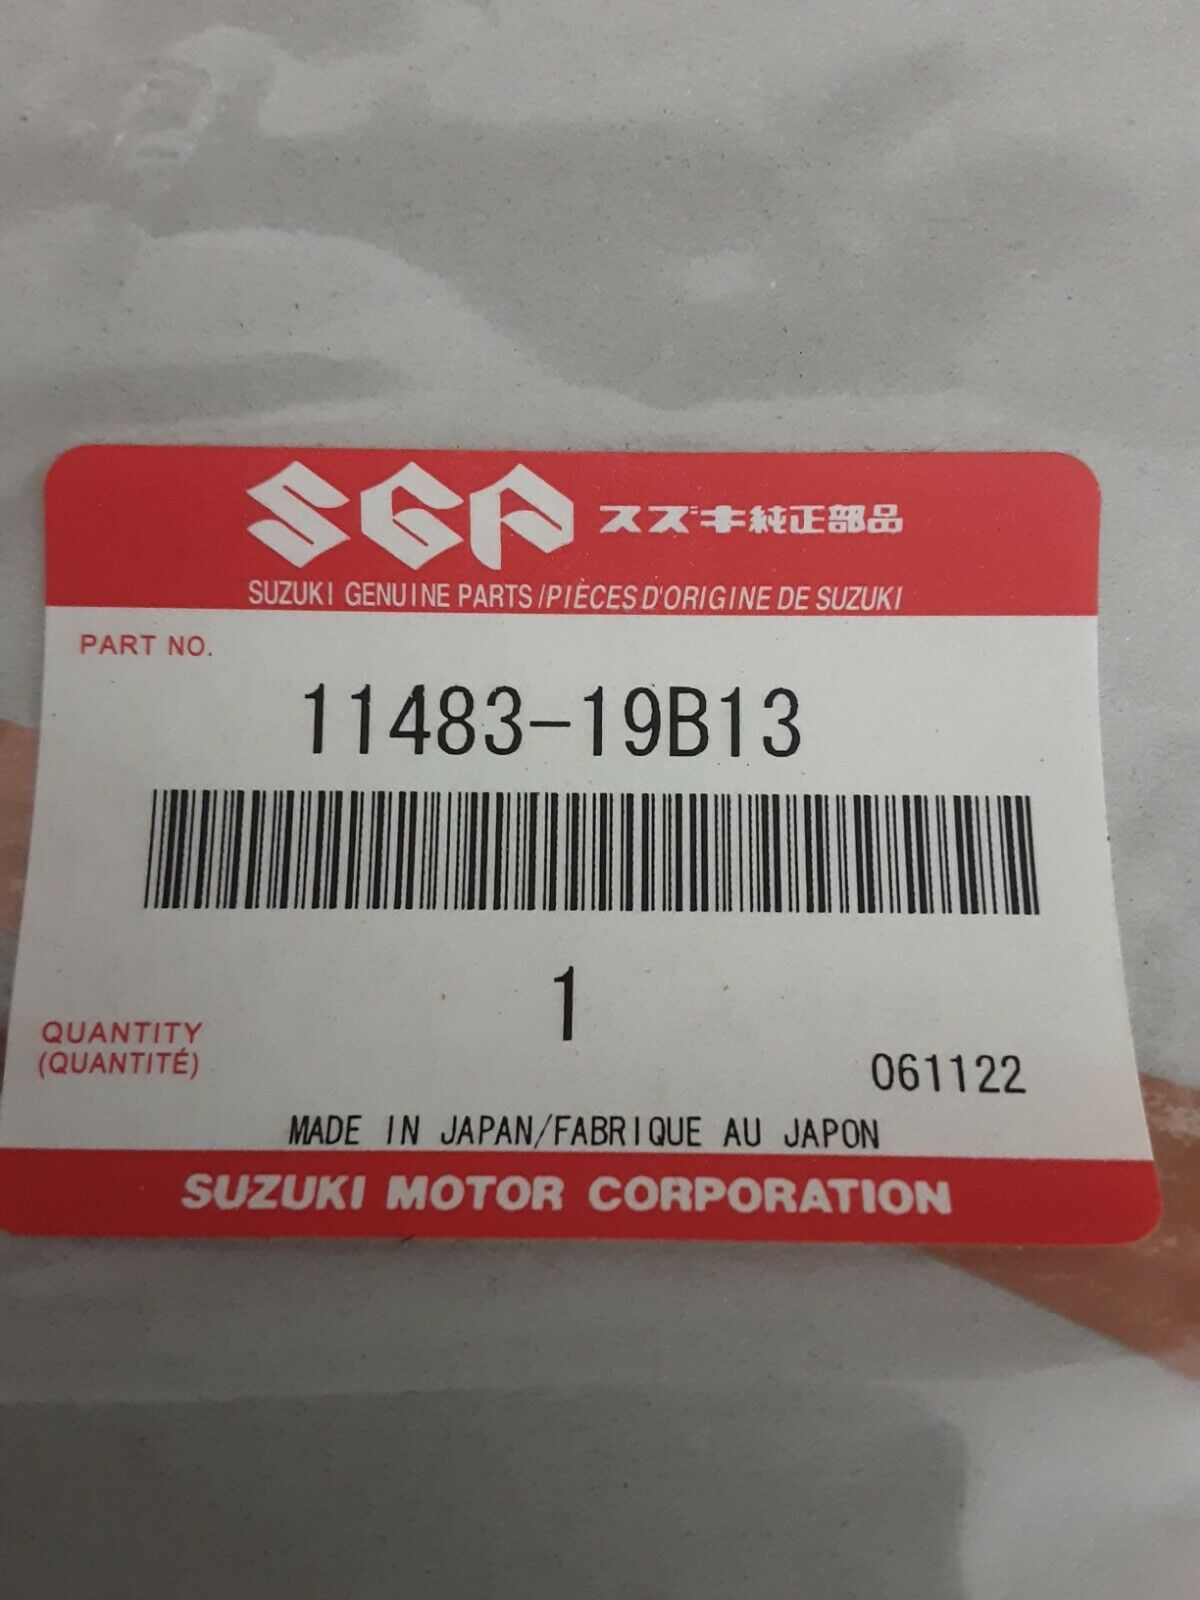 SGP スズキ純正部品
SUZUKI GENUINE PARTS/PIÈCES D'ORIGINE DE SUZUKI
PART NO.
11483-19B13
1
QUANTITY
(QUANTITÉ)
061122
MADE IN JAPAN/FABRIQUE AU JAPON
SUZUKI MOTOR CORPORATION